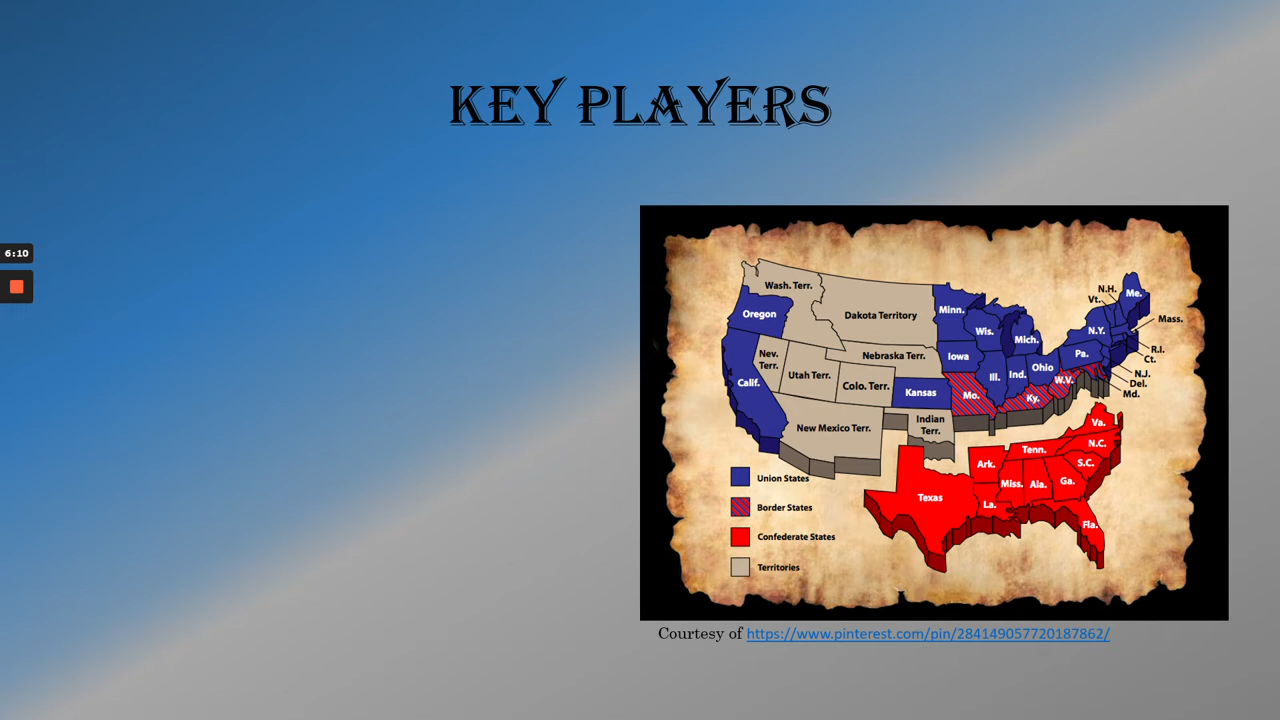 KEY PLAYERS
6:10
Wash. Terr.
Oregon
Dakota Territory
Minn.
Wis.
Mich.
N.H.
Vt.
Me.
Mass.
N.Y.
R.I.
Ct.
N.J.
Del.
Md.
Nev.
Terr.
Utah Terr.
Nebraska Terr.
Colo. Terr.
Iowa
Ill.
Ind.
Ohio
Pa.
W.V.
Calif.
Kansas
Mo.
Ky.
New Mexico Terr.
Indian
Terr.
Va.
N.C.
Tenn.
S.C.
Ark.
Miss.
Ala.
Ga.
Texas
La.
Fla.
Union States
Border States
Confederate States
Territories
Courtesy of https://www.pinterest.com/pin/284149057720187862/